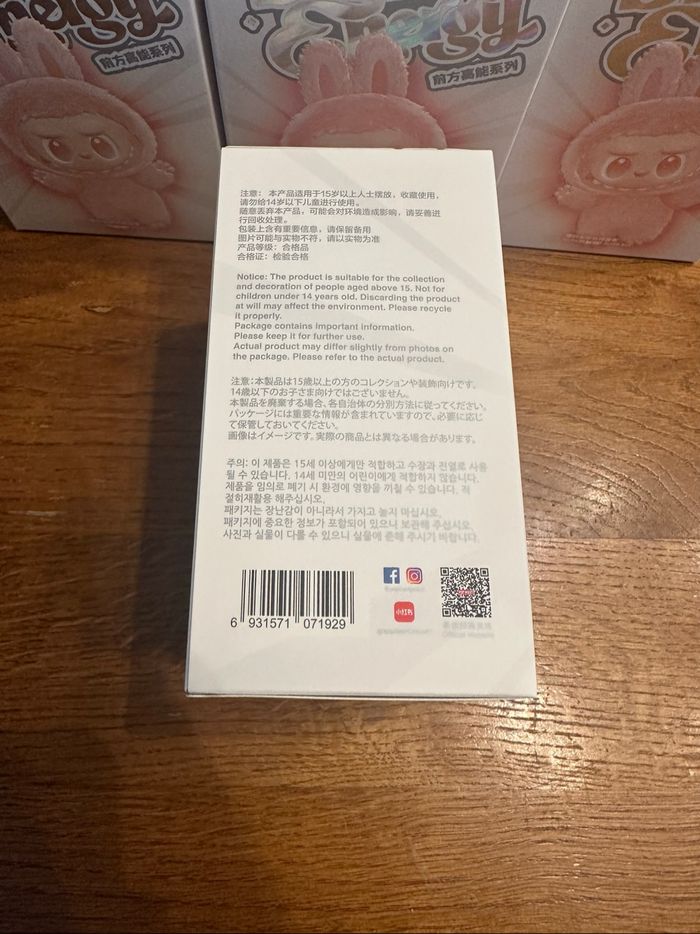 Energy
前方高能系列
前方高能系列
注意： 本产品适用于15岁以上人士摆放，收藏使用，
请勿给14岁以下儿童进行使用。
随意丢弃本产品，可能会对环境造成影响，请妥善进
行回收处理。
包装上含有重要信息，请保留备用
图片可能与实物不符，请以实物为准
产品等级：合格品
合格证：检验合格
Notice: The product is suitable for the collection
and decoration of people aged above 15. Not for
children under 14 years old. Discarding the product
at will may affect the environment. Please recycle
it properly.
Package contains important information.
Please keep it for further use.
Actual product may differ slightly from photos on
the package. Please refer to the actual product.
注意：本製品は15歳以上の方のコレクションや装飾向けです。
14歳以下のお子さま向けではございません。
本製品を廃棄する場合、各自治体の分別方法に従ってください。
パッケージには重要な情報が含まれていますので、必要に応じ
て保管しておいてください。
画像はイメージです。実際の商品とは異なる場合があります。
주의: 이 제품은 15세 이상에게만 적합하고 수장과 진열로 사용
될 수 있습니다. 14세 미만의 어린이에게 적합하지 않습니다.
제품을 임의로 폐기 시 환경에 영향을 끼칠 수 있습니다. 적
절히재활용 해주십시오.
패키지는 장난감이 아니라서 가지고 놀지 마십시오.
패키지에 중요한 정보가 포함되어 있으니 보관해 주십시오.
사진과 실물이 다를 수 있으니 실물에 준해 주시기 바랍니다.
小红书
6 931571 071929
Official Website